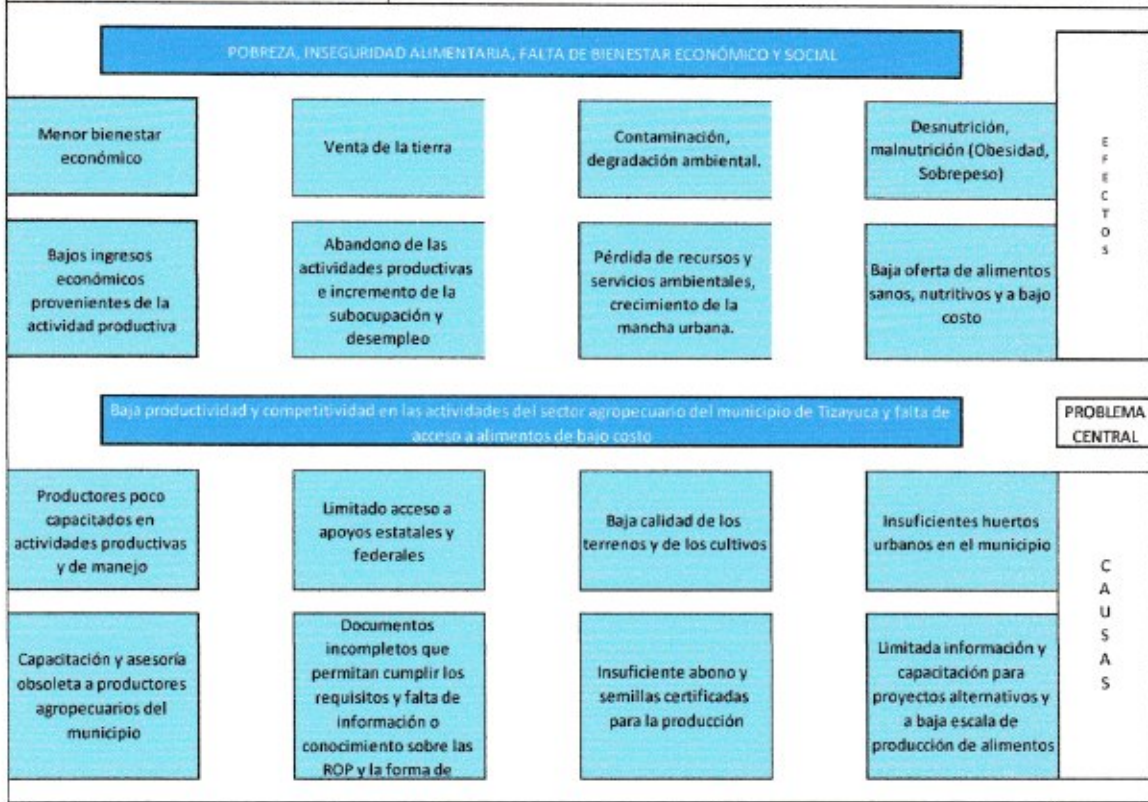 POBREZA, INSEGURIDAD ALIMENTARIA, FALTA DE BIENESTAR ECONÓMICO Y SOCIAL
Menor bienestar
económico
Venta de la tierra
Contaminación,
degradación ambiental.
Desnutrición,
malnutrición (Obesidad,
Sobrepeso)
Bajos ingresos
económicos
provenientes de la
actividad productiva
Abandono de las
actividades productivas
e incremento de la
subocupación y
desempleo
Pérdida de recursos y
servicios ambientales,
crecimiento de la
mancha urbana.
Baja oferta de alimentos
sanos, nutritivos y a bajo
costo
EFECTOS
Baja productividad y competitividad en las actividades del sector agropecuario del municipio de Tizayuca y falta de
acceso a alimentos de bajo costo
PROBLEMA
CENTRAL
Productores poco
capacitados en
actividades productivas
y de manejo
Limitado acceso a
apoyos estatales y
federales
Baja calidad de los
terrenos y de los cultivos
Insuficientes huertos
urbanos en el municipio
Capacitación y asesoría
obsoleta a productores
agropecuarios del
municipio
Documentos
incompletos que
permitan cumplir los
requisitos y falta de
información o
conocimiento sobre las
ROP y la forma de
Insuficiente abono y
semillas certificadas
para la producción
Limitada información y
capacitación para
proyectos alternativos y
a baja escala de
producción de alimentos
CAUSAS